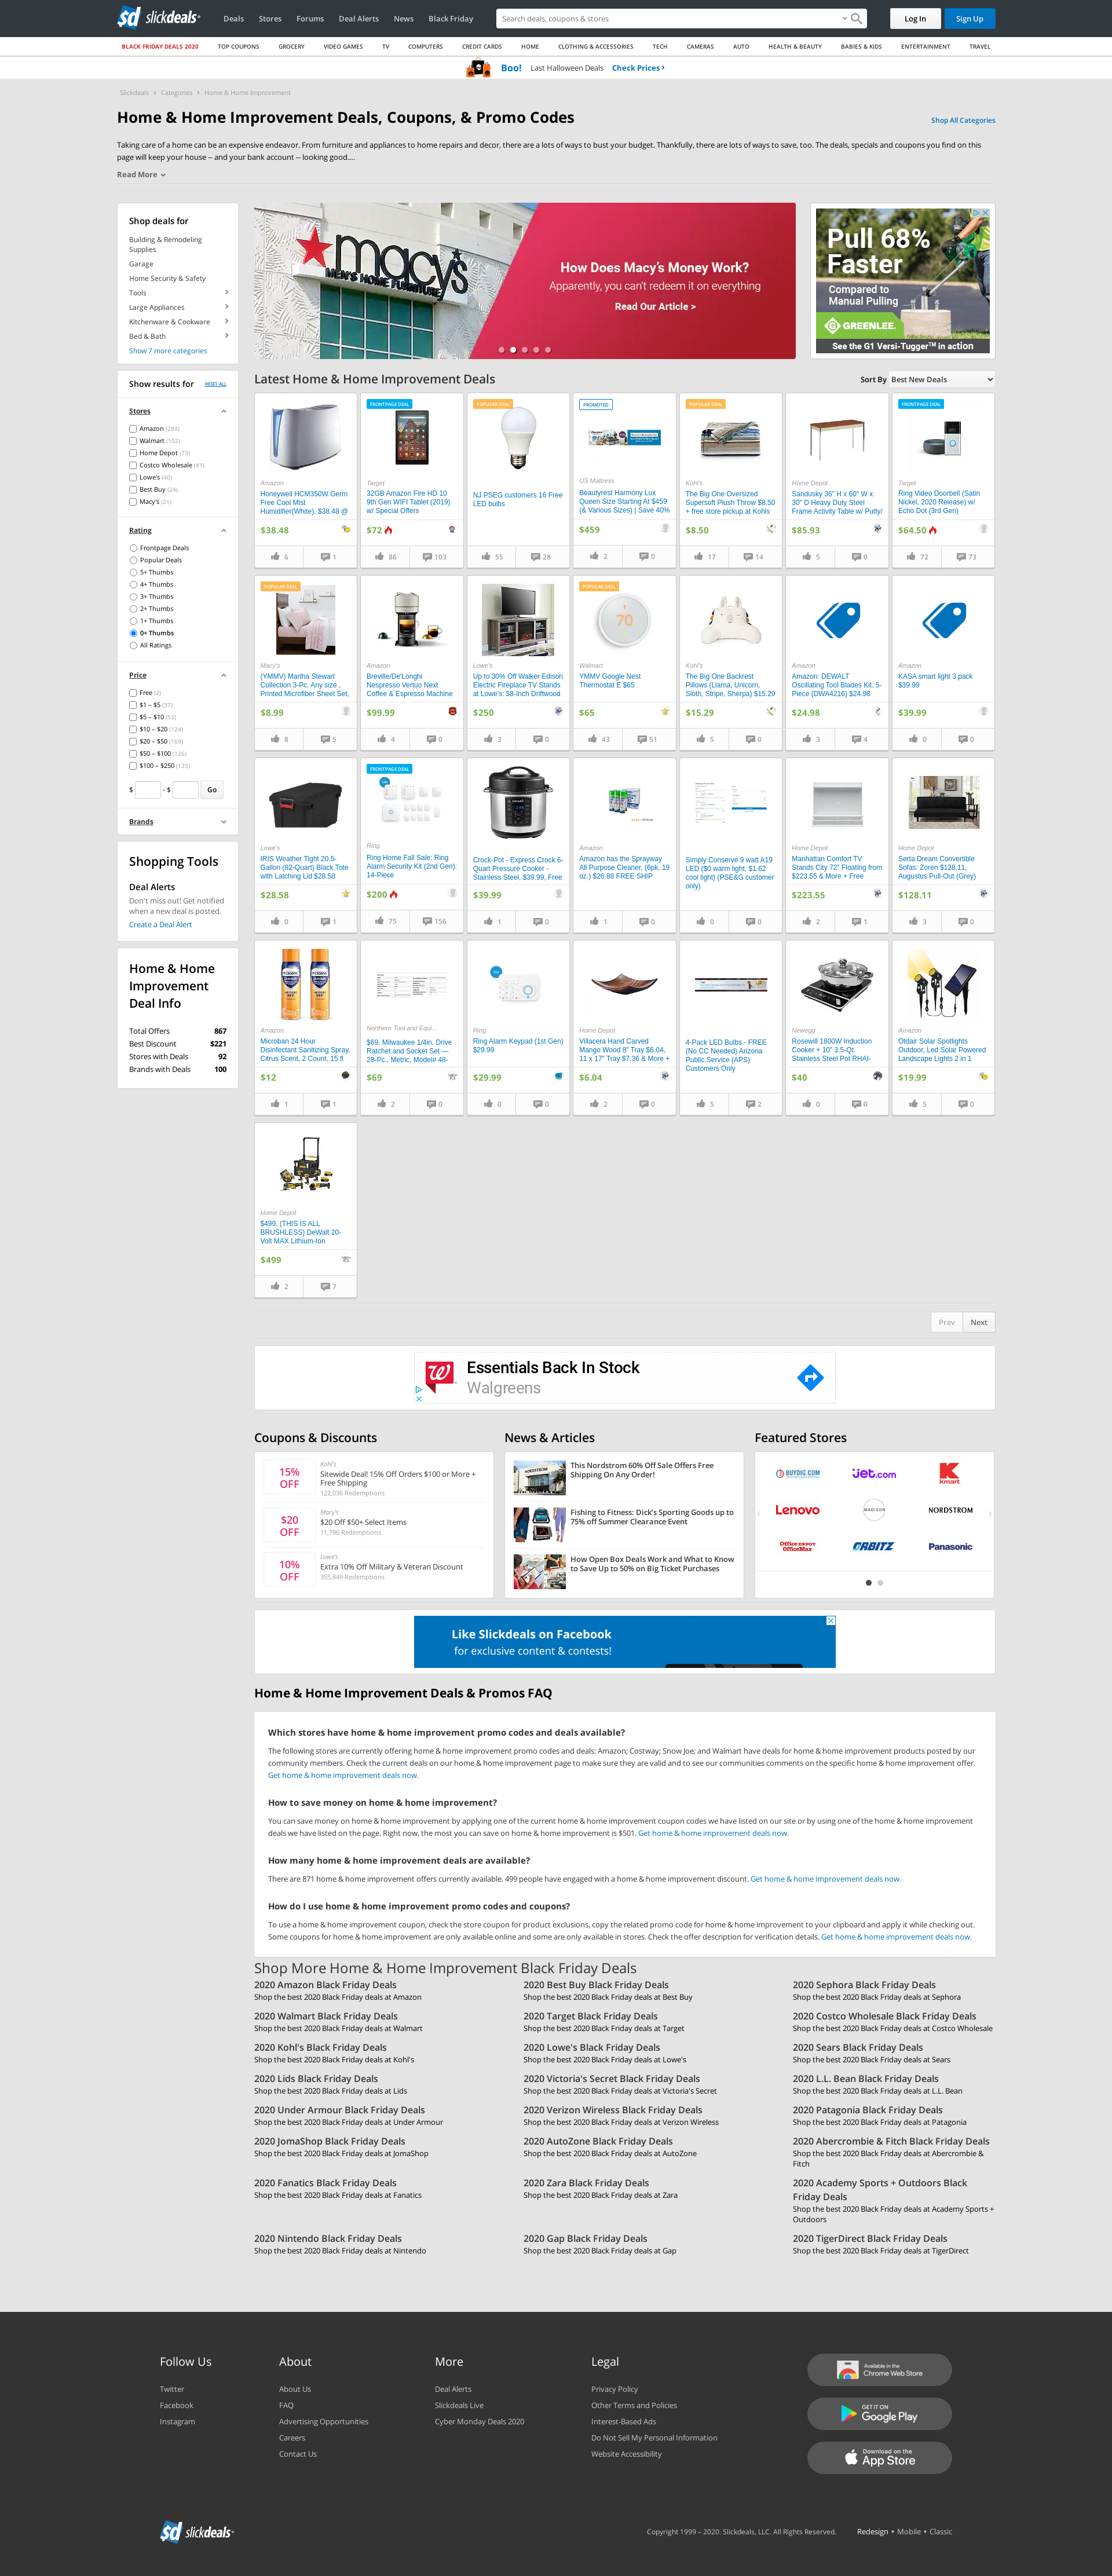 slickdeals
Deals
Stores
Forums
Deal Alerts
News
Black Friday
Search deals, coupons & stores
Log In
Sign Up
BLACK FRIDAY DEALS 2020
TOP COUPONS
GROCERY
VIDEO GAMES
TV
COMPUTERS
CREDIT CARDS
HOME
CLOTHING & ACCESSORIES
TECH
CAMERAS
AUTO
HEALTH & BEAUTY
BABIES & KIDS
ENTERTAINMENT
TRAVEL
Boo! Last Halloween Deals Check Prices ›
Slickdeals › Categories › Home & Home Improvement
Home & Home Improvement Deals, Coupons, & Promo Codes
Shop All Categories
Taking care of a home can be an expensive endeavor. From furniture and appliances to home repairs and decor, there are a lots of ways to bust your budget. Thankfully, there are lots of ways to save, too. The deals, specials and coupons you find on this
page will keep your house -- and your bank account -- looking good....
Read More
Shop deals for
Building & Remodeling
Supplies
Garage
Home Security & Safety
Tools
Large Appliances
Kitchenware & Cookware
Bed & Bath
Show 7 more categories
macy's
MEN'S HOME FURNITURE
How Does Macy's Money Work?
Apparently, you can't redeem it on everything
Read Our Article >
Pull 68%
Faster
Compared to
Manual Pulling
GREENLEE.
See the G1 Versi-Tugger™ in action
Show results for
RESET ALL
Stores
Amazon (284)
Walmart (102)
Home Depot (73)
Costco Wholesale (41)
Lowe's (40)
Best Buy (24)
Macy's (21)
Rating
Frontpage Deals
Popular Deals
5+ Thumbs
4+ Thumbs
3+ Thumbs
2+ Thumbs
1+ Thumbs
0+ Thumbs
All Ratings
Price
Free (2)
$1 – $5 (37)
$5 – $10 (53)
$10 – $20 (124)
$20 – $50 (169)
$50 – $100 (126)
$100 – $250 (135)
$ - $ Go
Brands
Shopping Tools
Deal Alerts
Don't miss out! Get notified
when a new deal is posted.
Create a Deal Alert
Home & Home
Improvement
Deal Info
Total Offers 867
Best Discount $221
Stores with Deals 92
Brands with Deals 100
Latest Home & Home Improvement Deals
Sort By Best New Deals
Amazon
Honeywell HCM350W Germ
Free Cool Mist
Humidifier(White), $38.48 @
$38.48
6 1
FRONTPAGE DEAL
Target
32GB Amazon Fire HD 10
9th Gen WIFI Tablet (2019)
w/ Special Offers
$72
86 103
POPULAR DEAL
NJ PSEG customers 16 Free
LED bulbs
55 28
PROMOTED
US Mattress
Beautyrest Harmony Lux
Queen Size Starting At $459
(& Various Sizes) | Save 40%
$459
2 0
POPULAR DEAL
Kohl's
The Big One Oversized
Supersoft Plush Throw $8.50
+ free store pickup at Kohls
$8.50
17 14
Home Depot
Sandusky 36" H x 60" W x
30" D Heavy Duty Steel
Frame Activity Table w/ Putty/
$85.93
5 0
FRONTPAGE DEAL
Target
Ring Video Doorbell (Satin
Nickel, 2020 Release) w/
Echo Dot (3rd Gen)
$64.50
72 73
POPULAR DEAL
Macy's
(YMMV) Martha Stewart
Collection 3-Pc. Any size ,
Printed Microfiber Sheet Set,
$8.99
8 5
Amazon
Breville/De'Longhi
Nespresso Vertuo Next
Coffee & Espresso Machine
$99.99
4 0
Lowe's
Up to 30% Off Walker Edison
Electric Fireplace TV Stands
at Lowe's: 58-Inch Driftwood
$250
3 0
POPULAR DEAL
70
Walmart
YMMV Google Nest
Thermostat E $65
$65
43 51
Kohl's
The Big One Backrest
Pillows (Llama, Unicorn,
Sloth, Stripe, Sherpa) $15.29
$15.29
5 0
Amazon
Amazon: DEWALT
Oscillating Tool Blades Kit, 5-
Piece (DWA4216) $24.98
$24.98
3 4
Amazon
KASA smart light 3 pack
$39.99
$39.99
0 0
Lowe's
IRIS Weather Tight 20.5-
Gallon (82-Quart) Black Tote
with Latching Lid $28.58
$28.58
0 1
FRONTPAGE DEAL
Ring
Ring Home Fall Sale: Ring
Alarm Security Kit (2nd Gen):
14-Piece
$200
75 156
Crock-Pot - Express Crock 6-
Quart Pressure Cooker -
Stainless Steel, $39.99, Free
$39.99
1 0
Amazon
Amazon has the Sprayway
All Purpose Cleaner, (6pk, 19
oz.) $26.88 FREE SHIP
1 0
Simply Conserve 9 watt A19
LED ($0 warm light, $1.62
cool light) (PSE&G customer
only)
0 0
Home Depot
Manhattan Comfort TV
Stands City 72" Floating from
$223.55 & More + Free
$223.55
2 1
Home Depot
Serta Dream Convertible
Sofas: Zoren $128.11,
Augustus Pull-Out (Grey)
$128.11
3 0
Amazon
Microban 24 Hour
Disinfectant Sanitizing Spray,
Citrus Scent, 2 Count, 15 fl
$12
1 1
Northern Tool and Equi...
$69, Milwaukee 1/4in. Drive
Ratchet and Socket Set —
28-Pc., Metric, Model# 48-
$69
2 0
Ring
Ring Alarm Keypad (1st Gen)
$29.99
$29.99
0 0
Home Depot
Villacera Hand Carved
Mango Wood 8" Tray $6.04,
11 x 17" Tray $7.36 & More +
$6.04
2 0
4-Pack LED Bulbs - FREE
(No CC Needed) Arizona
Public Service (APS)
Customers Only
5 2
Newegg
Rosewill 1800W Induction
Cooker + 10" 3.5-Qt.
Stainless Steel Pot RHAI-
$40
0 0
Amazon
Otdair Solar Spotlights
Outdoor, Led Solar Powered
Landscape Lights 2 in 1
$19.99
5 0
Home Depot
$499, (THIS IS ALL
BRUSHLESS) DeWalt 20-
Volt MAX Lithium-Ion
$499
2 7
Prev Next
Essentials Back In Stock
Walgreens
Coupons & Discounts
15%
OFF
Kohl's
Sitewide Deal! 15% Off Orders $100 or More +
Free Shipping
122,036 Redemptions
$20
OFF
Macy's
$20 Off $50+ Select Items
11,796 Redemptions
10%
OFF
Lowe's
Extra 10% Off Military & Veteran Discount
355,849 Redemptions
News & Articles
NORDSTROM
This Nordstrom 60% Off Sale Offers Free
Shipping On Any Order!
Fishing to Fitness: Dick's Sporting Goods up to
75% off Summer Clearance Event
How Open Box Deals Work and What to Know
to Save Up to 50% on Big Ticket Purchases
Featured Stores
BUYDIG.COM
jet.com
kmart
Lenovo
MADISON
NORDSTROM
Office DEPOT
OfficeMax
ORBITZ
Panasonic
Like Slickdeals on Facebook
for exclusive content & contests!
Home & Home Improvement Deals & Promos FAQ
Which stores have home & home improvement promo codes and deals available?
The following stores are currently offering home & home improvement promo codes and deals: Amazon; Costway; Snow Joe; and Walmart have deals for home & home improvement products posted by our
community members. Check the current deals on our home & home improvement page to make sure they are valid and to see our communities comments on the specific home & home improvement offer.
Get home & home improvement deals now.
How to save money on home & home improvement?
You can save money on home & home improvement by applying one of the current home & home improvement coupon codes we have listed on our site or by using one of the home & home improvement
deals we have listed on the page. Right now, the most you can save on home & home improvement is $501. Get home & home improvement deals now.
How many home & home improvement deals are available?
There are 871 home & home improvement offers currently available. 499 people have engaged with a home & home improvement discount. Get home & home improvement deals now.
How do I use home & home improvement promo codes and coupons?
To use a home & home improvement coupon, check the store coupon for product exclusions, copy the related promo code for home & home improvement to your clipboard and apply it while checking out.
Some coupons for home & home improvement are only available online and some are only available in stores. Check the offer description for verification details. Get home & home improvement deals now.
Shop More Home & Home Improvement Black Friday Deals
2020 Amazon Black Friday Deals
Shop the best 2020 Black Friday deals at Amazon
2020 Best Buy Black Friday Deals
Shop the best 2020 Black Friday deals at Best Buy
2020 Sephora Black Friday Deals
Shop the best 2020 Black Friday deals at Sephora
2020 Walmart Black Friday Deals
Shop the best 2020 Black Friday deals at Walmart
2020 Target Black Friday Deals
Shop the best 2020 Black Friday deals at Target
2020 Costco Wholesale Black Friday Deals
Shop the best 2020 Black Friday deals at Costco Wholesale
2020 Kohl's Black Friday Deals
Shop the best 2020 Black Friday deals at Kohl's
2020 Lowe's Black Friday Deals
Shop the best 2020 Black Friday deals at Lowe's
2020 Sears Black Friday Deals
Shop the best 2020 Black Friday deals at Sears
2020 Lids Black Friday Deals
Shop the best 2020 Black Friday deals at Lids
2020 Victoria's Secret Black Friday Deals
Shop the best 2020 Black Friday deals at Victoria's Secret
2020 L.L. Bean Black Friday Deals
Shop the best 2020 Black Friday deals at L.L. Bean
2020 Under Armour Black Friday Deals
Shop the best 2020 Black Friday deals at Under Armour
2020 Verizon Wireless Black Friday Deals
Shop the best 2020 Black Friday deals at Verizon Wireless
2020 Patagonia Black Friday Deals
Shop the best 2020 Black Friday deals at Patagonia
2020 JomaShop Black Friday Deals
Shop the best 2020 Black Friday deals at JomaShop
2020 AutoZone Black Friday Deals
Shop the best 2020 Black Friday deals at AutoZone
2020 Abercrombie & Fitch Black Friday Deals
Shop the best 2020 Black Friday deals at Abercrombie &
Fitch
2020 Fanatics Black Friday Deals
Shop the best 2020 Black Friday deals at Fanatics
2020 Zara Black Friday Deals
Shop the best 2020 Black Friday deals at Zara
2020 Academy Sports + Outdoors Black
Friday Deals
Shop the best 2020 Black Friday deals at Academy Sports +
Outdoors
2020 Nintendo Black Friday Deals
Shop the best 2020 Black Friday deals at Nintendo
2020 Gap Black Friday Deals
Shop the best 2020 Black Friday deals at Gap
2020 TigerDirect Black Friday Deals
Shop the best 2020 Black Friday deals at TigerDirect
Follow Us
Twitter
Facebook
Instagram
About
About Us
FAQ
Advertising Opportunities
Careers
Contact Us
More
Deal Alerts
Slickdeals Live
Cyber Monday Deals 2020
Legal
Privacy Policy
Other Terms and Policies
Interest-Based Ads
Do Not Sell My Personal Information
Website Accessibility
Available in the
Chrome Web Store
GET IT ON
Google Play
Download on the
App Store
slickdeals
Copyright 1999 – 2020. Slickdeals, LLC. All Rights Reserved.
Redesign • Mobile • Classic